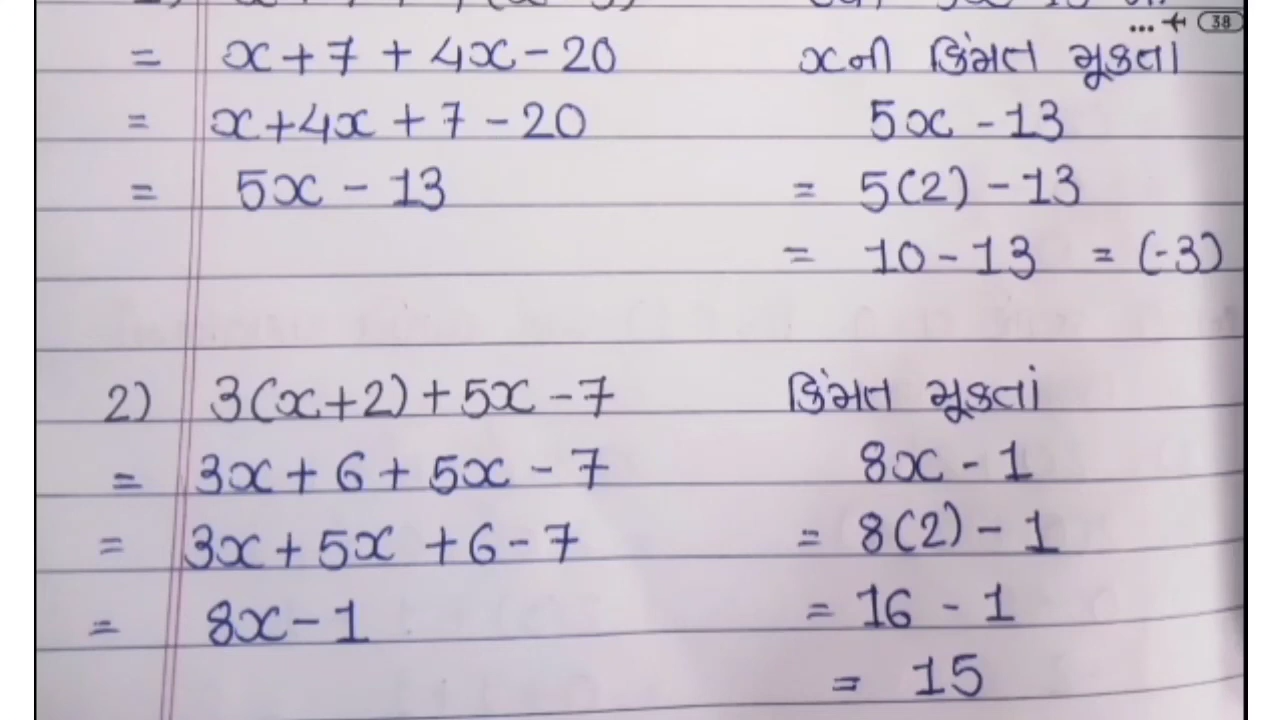 = x + 7 + 4x - 20
= x + 4x + 7 - 20
= 5x - 13
xની કિંમત મૂકતા
5x - 13
= 5(2) - 13
= 10 - 13 = (-3)
2) 3(x+2) + 5x - 7
= 3x + 6 + 5x - 7
= 3x + 5x + 6 - 7
= 8x - 1
કિંમત મૂકતાં
8x - 1
= 8(2) - 1
= 16 - 1
= 15
38